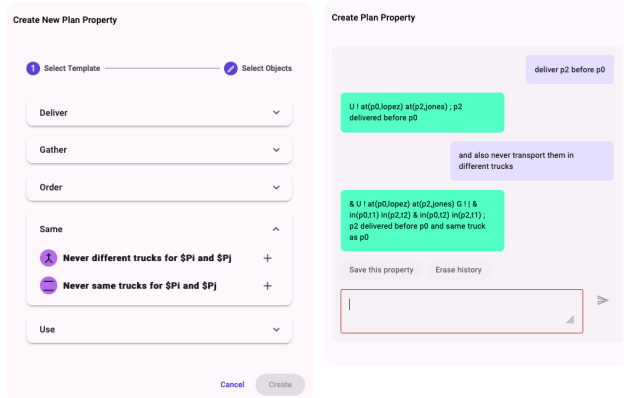 Create New Plan Property
1 Select Template
Select Objects
Deliver
Gather
Order
Same
Never different trucks for $Pi and $Pj
Never same trucks for $Pi and $Pj
Use
Cancel
Create
Create Plan Property
deliver p2 before p0
U ! at(p0,lopez) at(p2,jones) ; p2
delivered before p0
and also never transport them in
different trucks
& U ! at(p0,lopez) at(p2,jones) G ! | &
in(p0,t1) in(p2,t2) & in(p0,t2) in(p2,t1) ;
p2 delivered before p0 and same truck
as p0
Save this property
Erase history